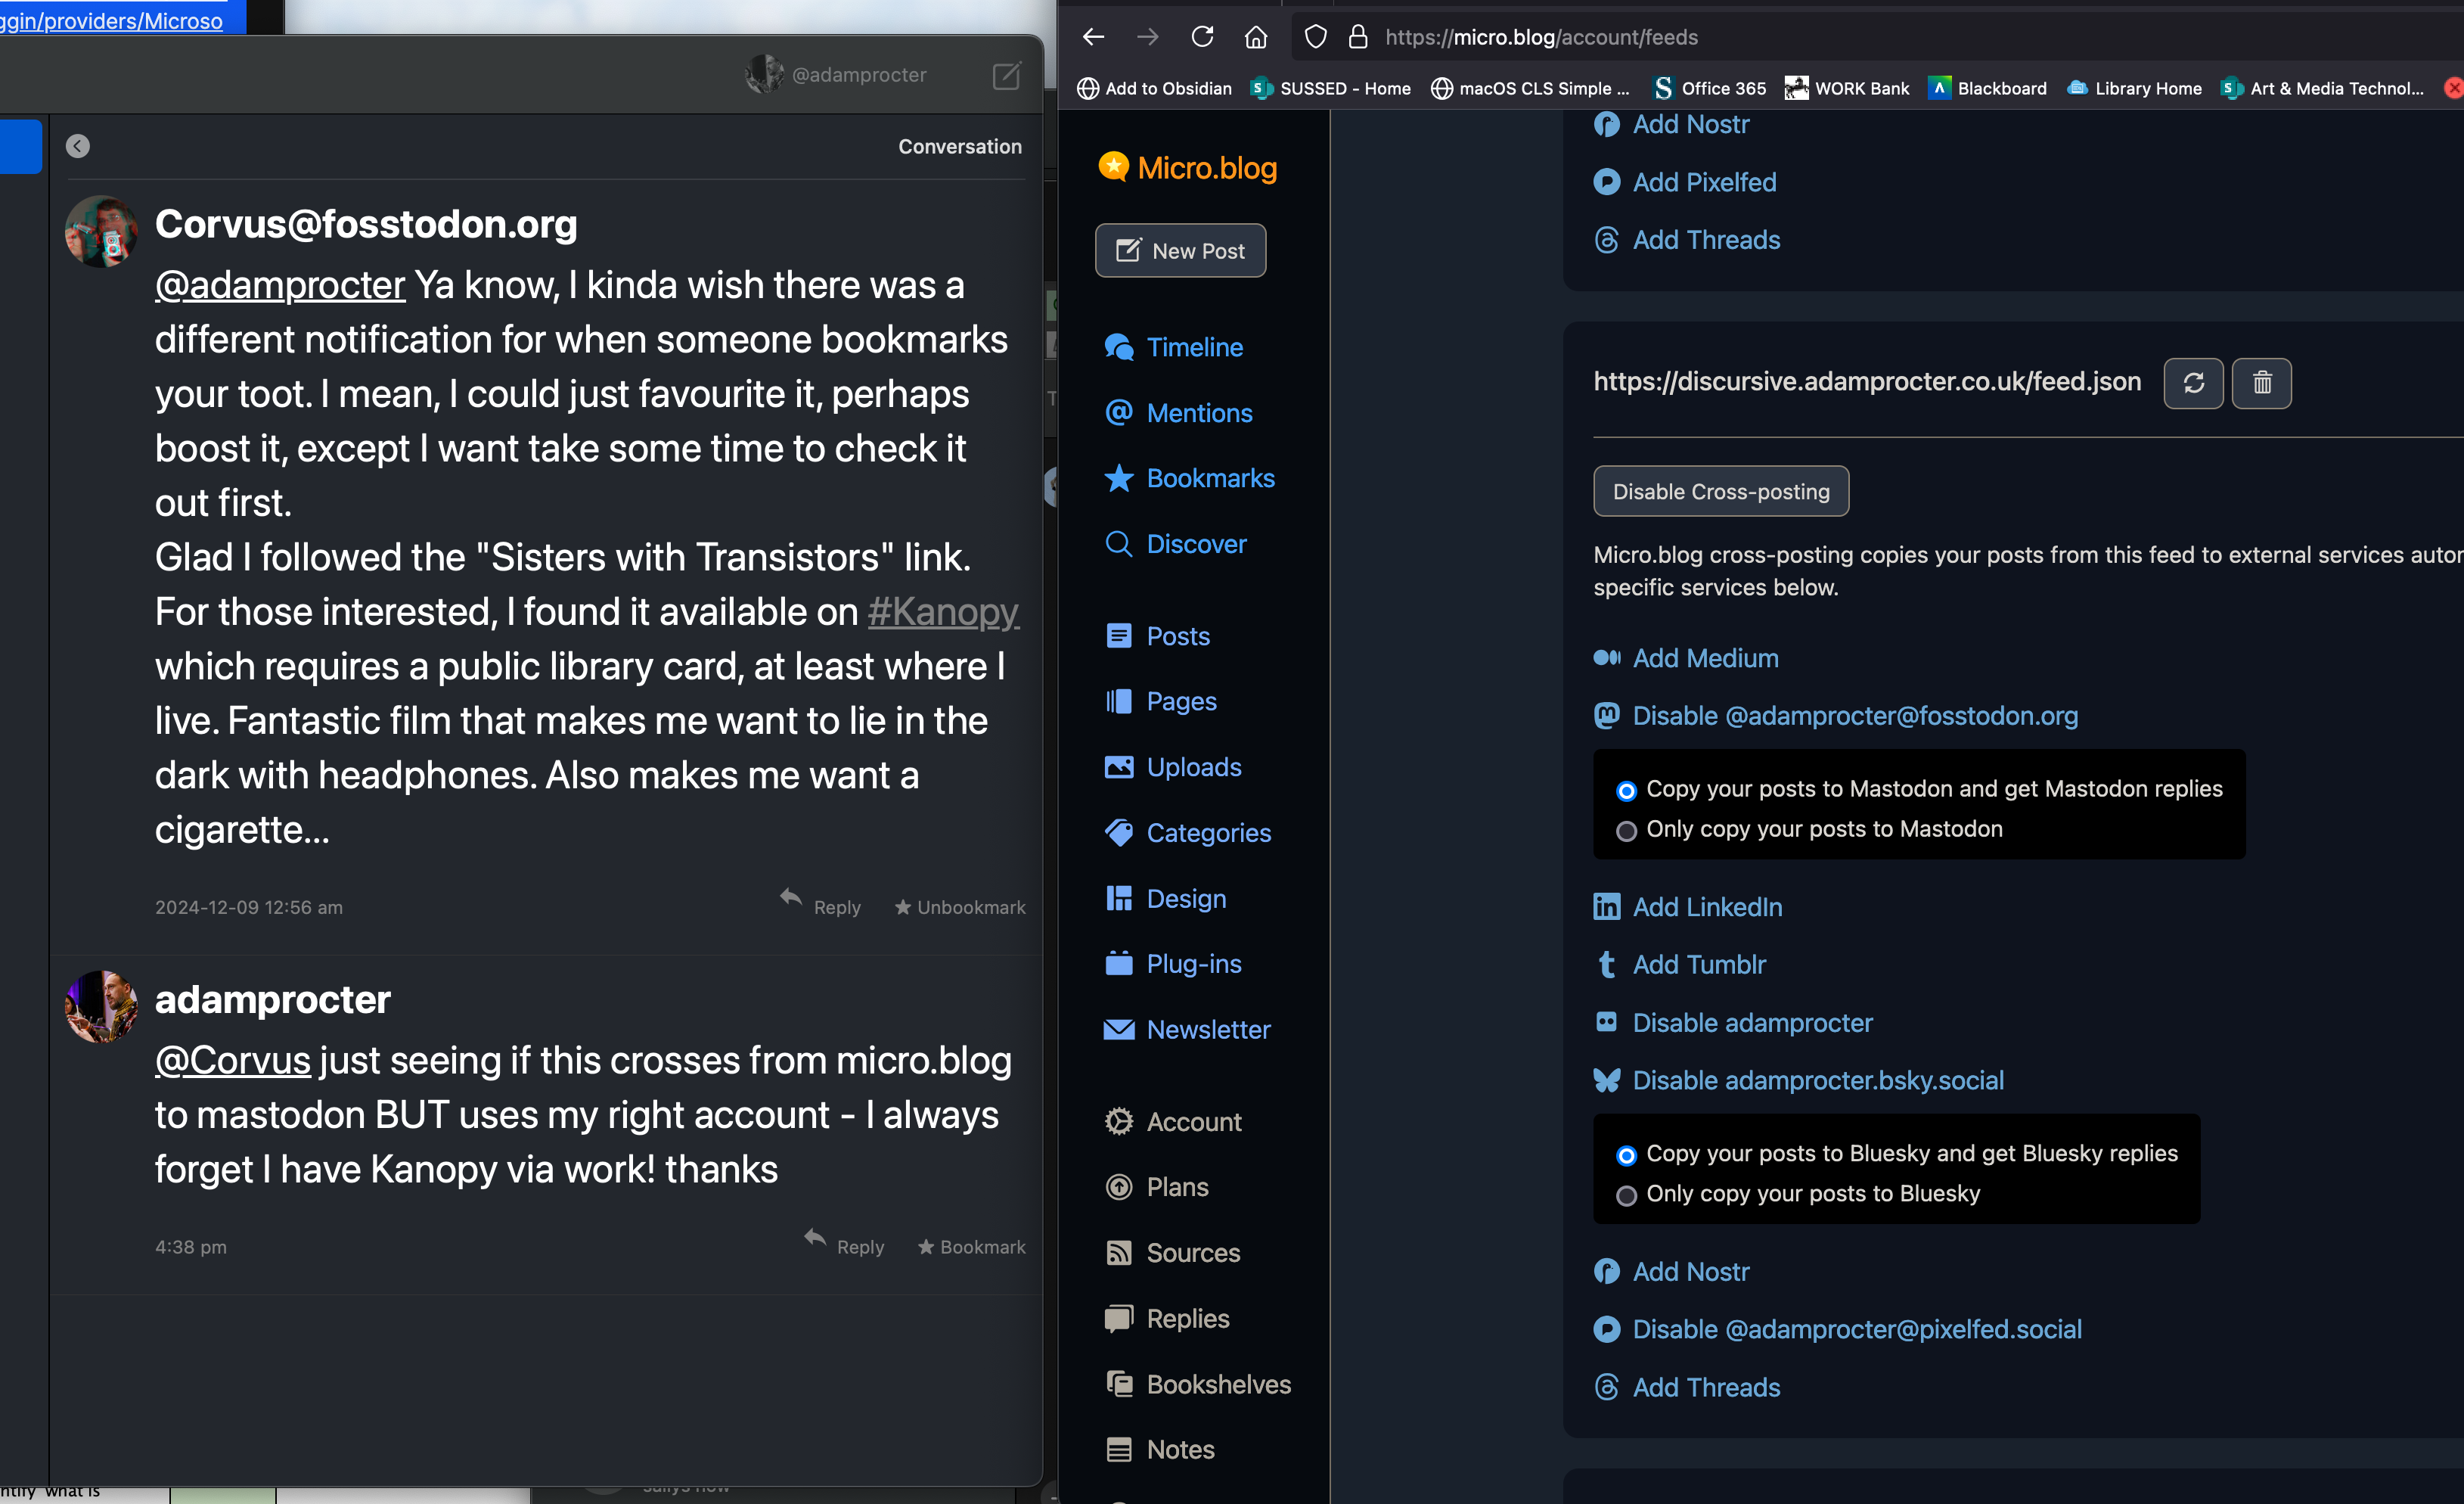 ggin/providers/Microso
@adamprocter
Conversation
Corvus@fosstodon.org
@adamprocter Ya know, I kinda wish there was a
different notification for when someone bookmarks
your toot. I mean, I could just favourite it, perhaps
boost it, except I want take some time to check it
out first.
Glad I followed the "Sisters with Transistors" link.
For those interested, I found it available on #Kanopy
which requires a public library card, at least where I
live. Fantastic film that makes me want to lie in the
dark with headphones. Also makes me want a
cigarette...
2024-12-09 12:56 am
Reply
Unbookmark
adamprocter
@Corvus just seeing if this crosses from micro.blog
to mastodon BUT uses my right account - I always
forget I have Kanopy via work! thanks
4:38 pm
Reply
Bookmark
what is
https://micro.blog/account/feeds
Add to Obsidian
SUSSED - Home
macOS CLS Simple ...
Office 365
WORK Bank
Blackboard
Library Home
Art & Media Technol...
Micro.blog
New Post
Timeline
Mentions
Bookmarks
Discover
Posts
Pages
Uploads
Categories
Design
Plug-ins
Newsletter
Account
Plans
Sources
Replies
Bookshelves
Notes
Add Nostr
Add Pixelfed
Add Threads
https://discursive.adamprocter.co.uk/feed.json
Disable Cross-posting
Micro.blog cross-posting copies your posts from this feed to external services autor
specific services below.
Add Medium
Disable @adamprocter@fosstodon.org
Copy your posts to Mastodon and get Mastodon replies
Only copy your posts to Mastodon
Add LinkedIn
Add Tumblr
Disable adamprocter
Disable adamprocter.bsky.social
Copy your posts to Bluesky and get Bluesky replies
Only copy your posts to Bluesky
Add Nostr
Disable @adamprocter@pixelfed.social
Add Threads